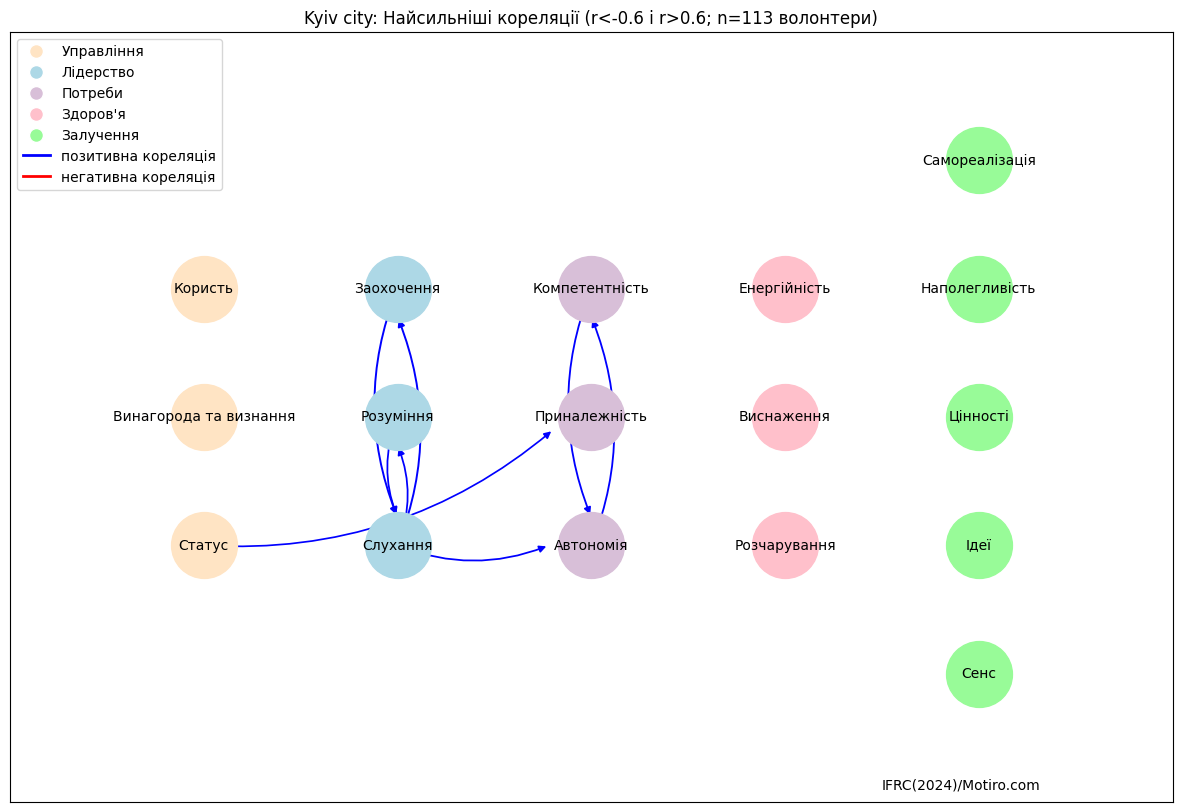 Kyiv city: Найсильніші кореляції (r<-0.6 і r>0.6; n=113 волонтери)
Управління
Лідерство
Потреби
Здоров'я
Залучення
позитивна кореляція
негативна кореляція
Самореалізація
Користь
Заохочення
Компетентність
Енергійність
Наполегливість
Винагорода та визнання
Розуміння
Приналежність
Виснаження
Цінності
Статус
Слухання
Автономія
Розчарування
Ідеї
Сенс
IFRC(2024)/Motiro.com